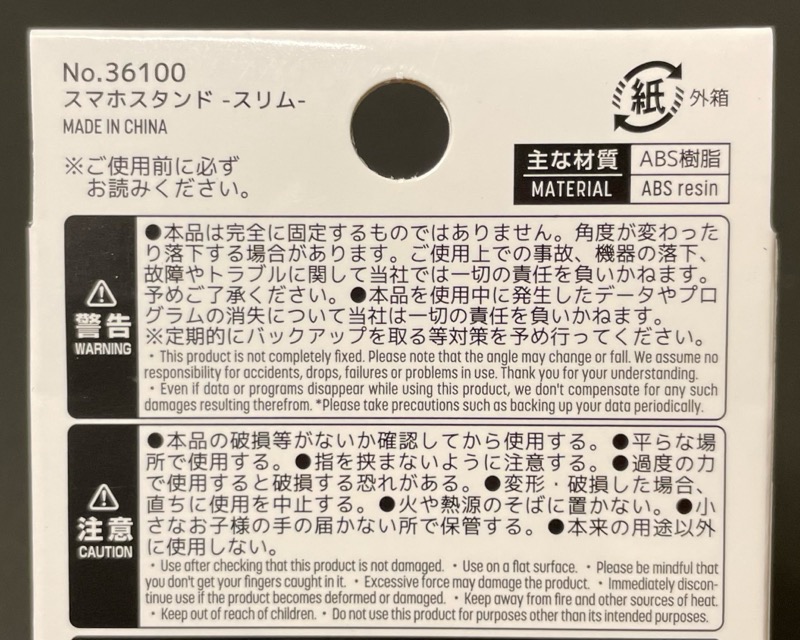 No.36100
スマホスタンド -スリム-
MADE IN CHINA
紙 外箱
※ご使用前に必ず
お読みください。
主な材質 ABS樹脂
MATERIAL ABS resin
警告
WARNING
●本品は完全に固定するものではありません。角度が変わった
り落下する場合があります。ご使用上での事故、機器の落下、
故障やトラブルに関して当社では一切の責任を負いかねます。
予めご了承ください。●本品を使用中に発生したデータやプロ
グラムの消失について当社は一切の責任を負いかねます。
※定期的にバックアップを取る等対策を予め行ってください。
・This product is not completely fixed. Please note that the angle may change or fall. We assume no
responsibility for accidents, drops, failures or problems in use. Thank you for your understanding.
・Even if data or programs disappear while using this product, we don't compensate for any such
damages resulting therefrom. *Please take precautions such as backing up your data periodically.
注意
CAUTION
●本品の破損等がないか確認してから使用する。●平らな場
所で使用する。●指を挟まないように注意する。●過度の力
で使用すると破損する恐れがある。●変形・破損した場合、
直ちに使用を中止する。●火や熱源のそばに置かない。●小
さなお子様の手の届かない所で保管する。●本来の用途以外
に使用しない。
・Use after checking that this product is not damaged. ・Use on a flat surface. ・Please be mindful that
you don't get your fingers caught in it. ・Excessive force may damage the product. ・Immediately discon-
tinue use if the product becomes deformed or damaged. ・Keep away from fire and other sources of heat.
・Keep out of reach of children. ・Do not use this product for purposes other than its intended purposes.